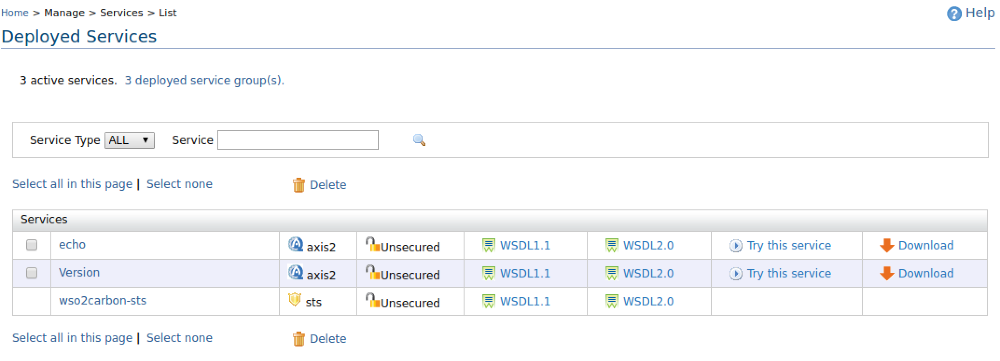 Home > Manage > Services > List
Help
Deployed Services
3 active services. 3 deployed service group(s).
Service Type ALL Service
Select all in this page | Select none Delete
Services
echo axis2 Unsecured WSDL1.1 WSDL2.0 Try this service Download
Version axis2 Unsecured WSDL1.1 WSDL2.0 Try this service Download
wso2carbon-sts sts Unsecured WSDL1.1 WSDL2.0
Select all in this page | Select none Delete